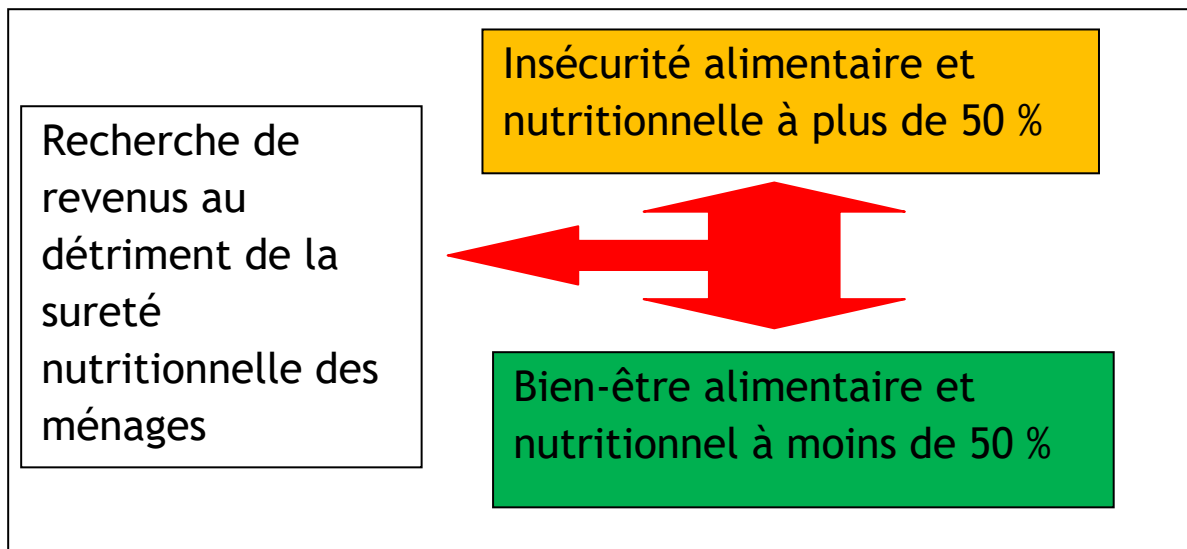 Recherche de
revenus au
détriment de la
sureté
nutritionnelle des
ménages
Insécurité alimentaire et
nutritionnelle à plus de 50 %
Bien-être alimentaire et
nutritionnel à moins de 50 %